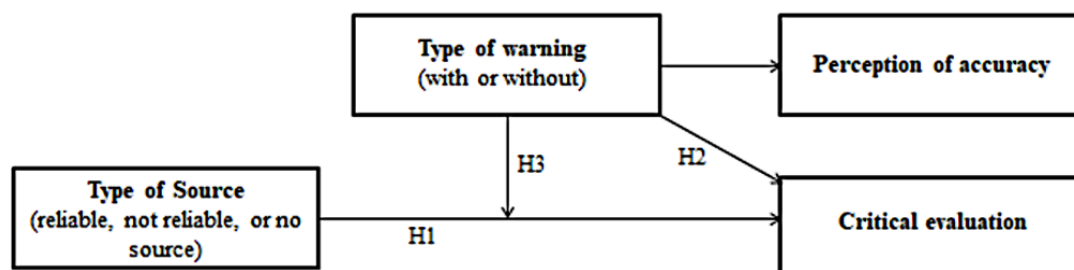 Type of warning
(with or without)
Perception of accuracy
H3
H2
Type of Source
(reliable, not reliable, or no
source)
H1
Critical evaluation